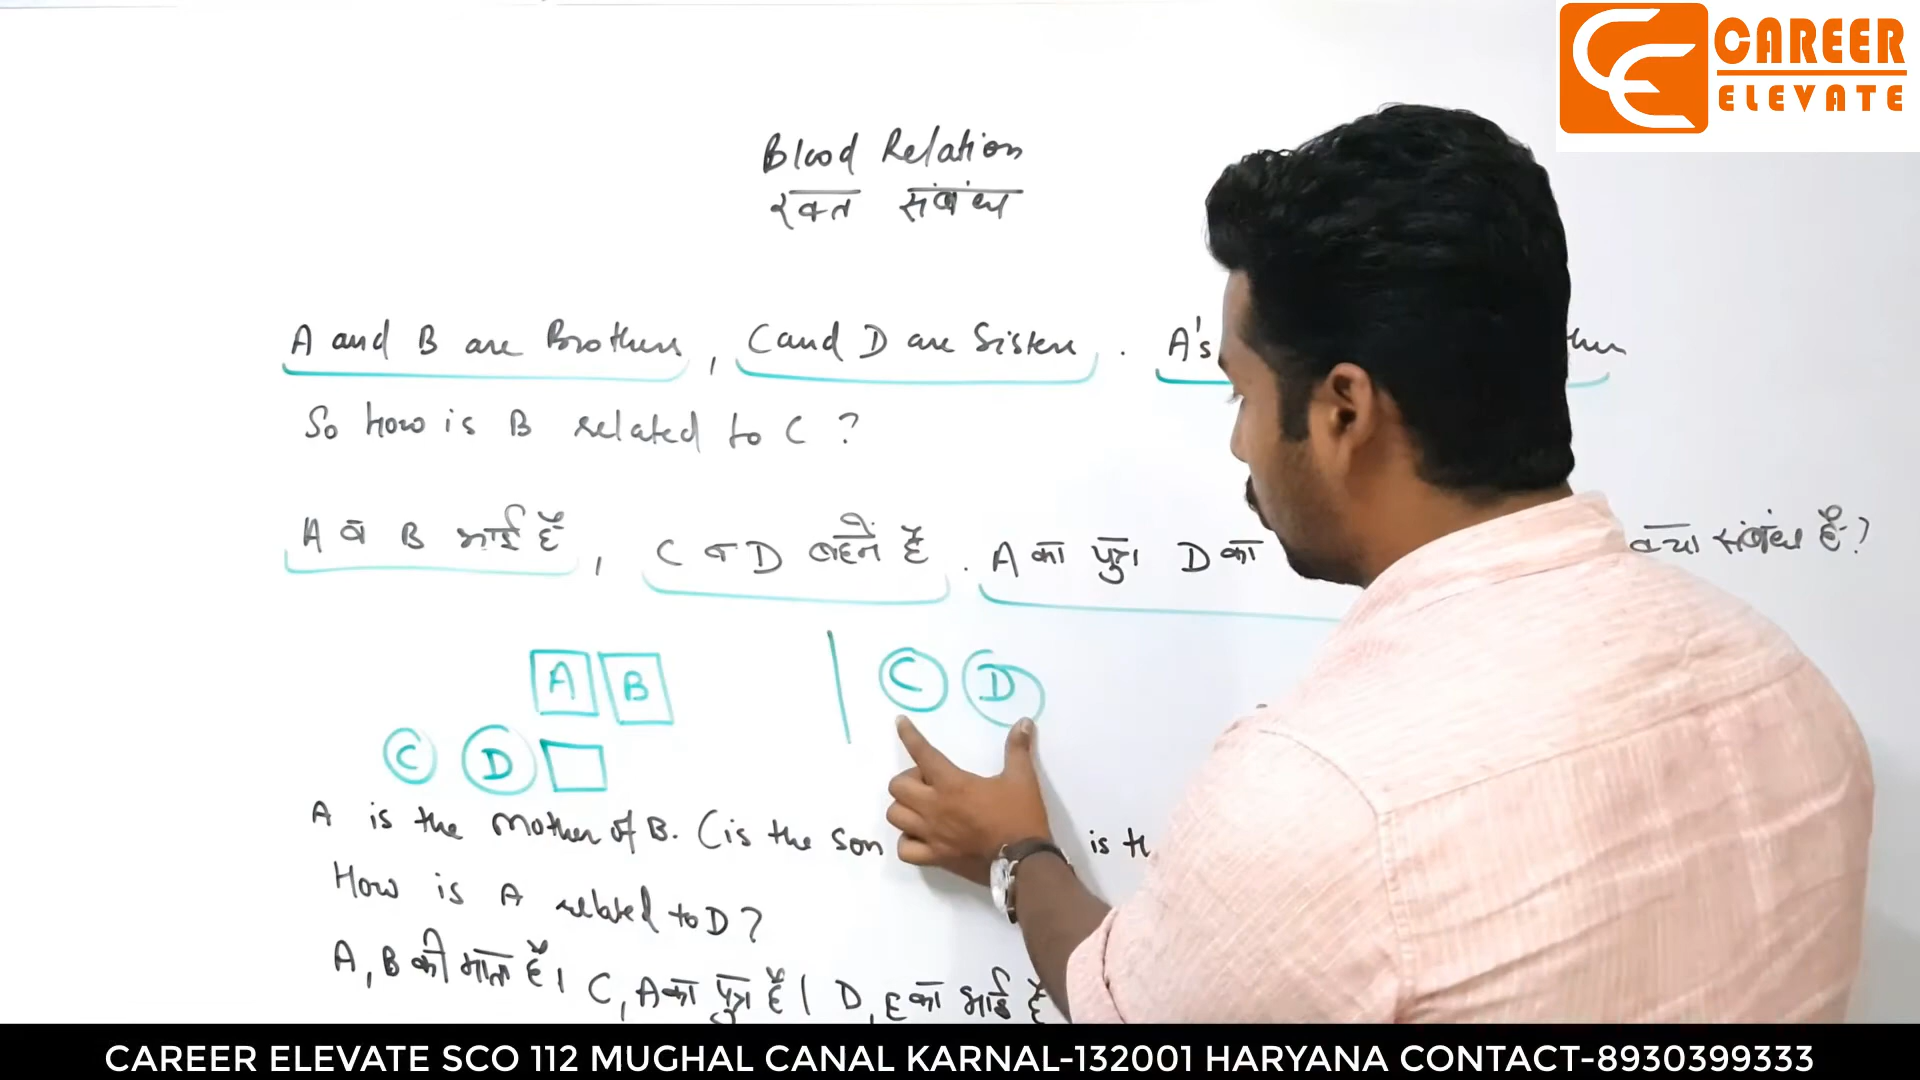 CAREER
ELEVATE
Blood Relation
रक्त संबंध
A and B are Brothers, C and D are Sisters. A's
So how is B related to C?
A व B भाई हैं, C व D बहनें हैं. A का पुत्र D का क्या संबंध है?
A B C D
C D
A is the mother of B. C is the son is th
How is A related to D?
A, B की माता है। C, A का पुत्र है। D, E का भाई है
CAREER ELEVATE SCO 112 MUGHAL CANAL KARNAL-132001 HARYANA CONTACT-8930399333